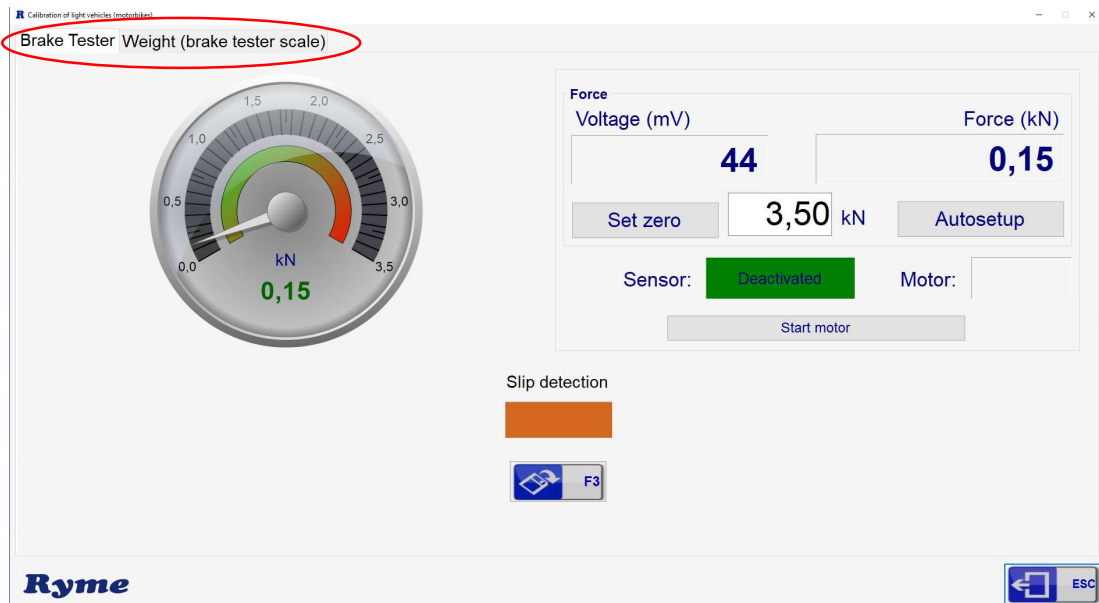 R Calibration of light vehicles (motorbikes)
Brake Tester Weight (brake tester scale)
1,5 2,0
1,0 2,5
0,5 3,0
0,0 3,5
kN
0,15
Force
Voltage (mV) Force (kN)
44 0,15
Set zero 3,50 kN Autosetup
Sensor: Deactivated Motor:
Start motor
Slip detection
F3
Ryme
ESC